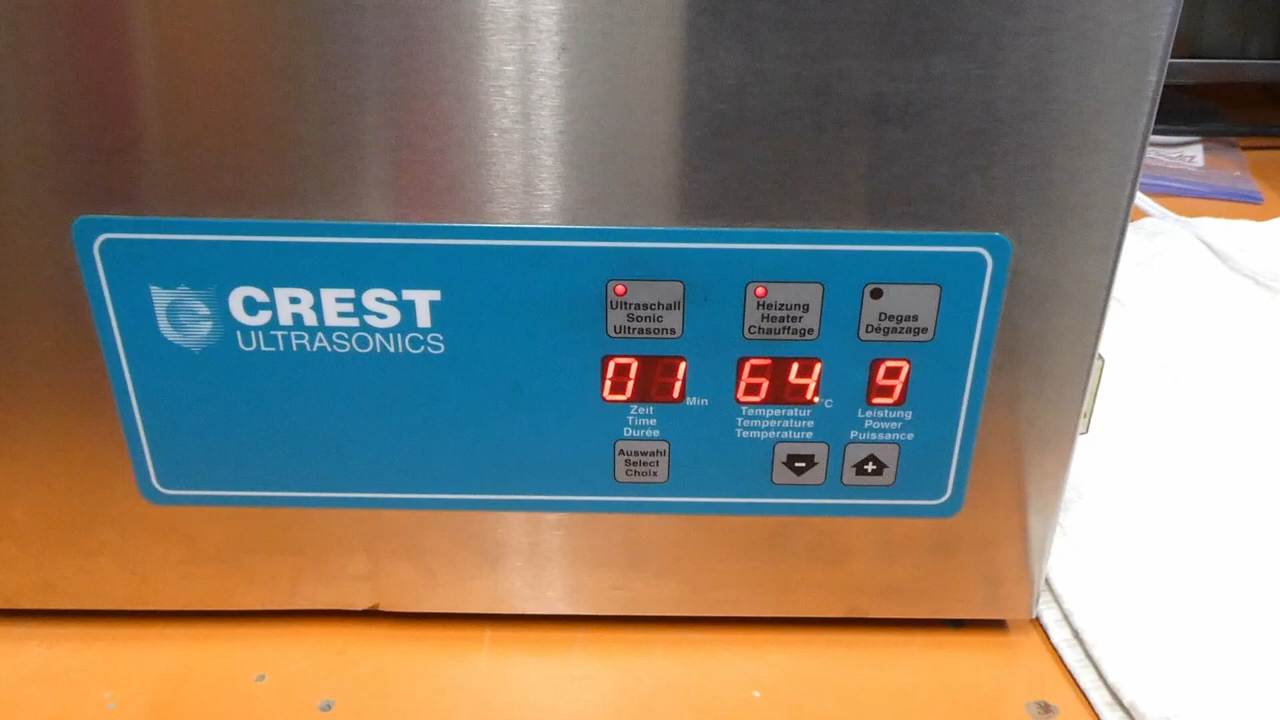 CREST
ULTRASONICS
Ultraschall
Sonic
Ultrasons
Heizung
Heater
Chauffage
Degas
Dégazage
01 Min
64. °C
9
Zeit
Time
Durée
Temperatur
Temperature
Température
Leistung
Power
Puissance
Auswahl
Select
Choix
-
+